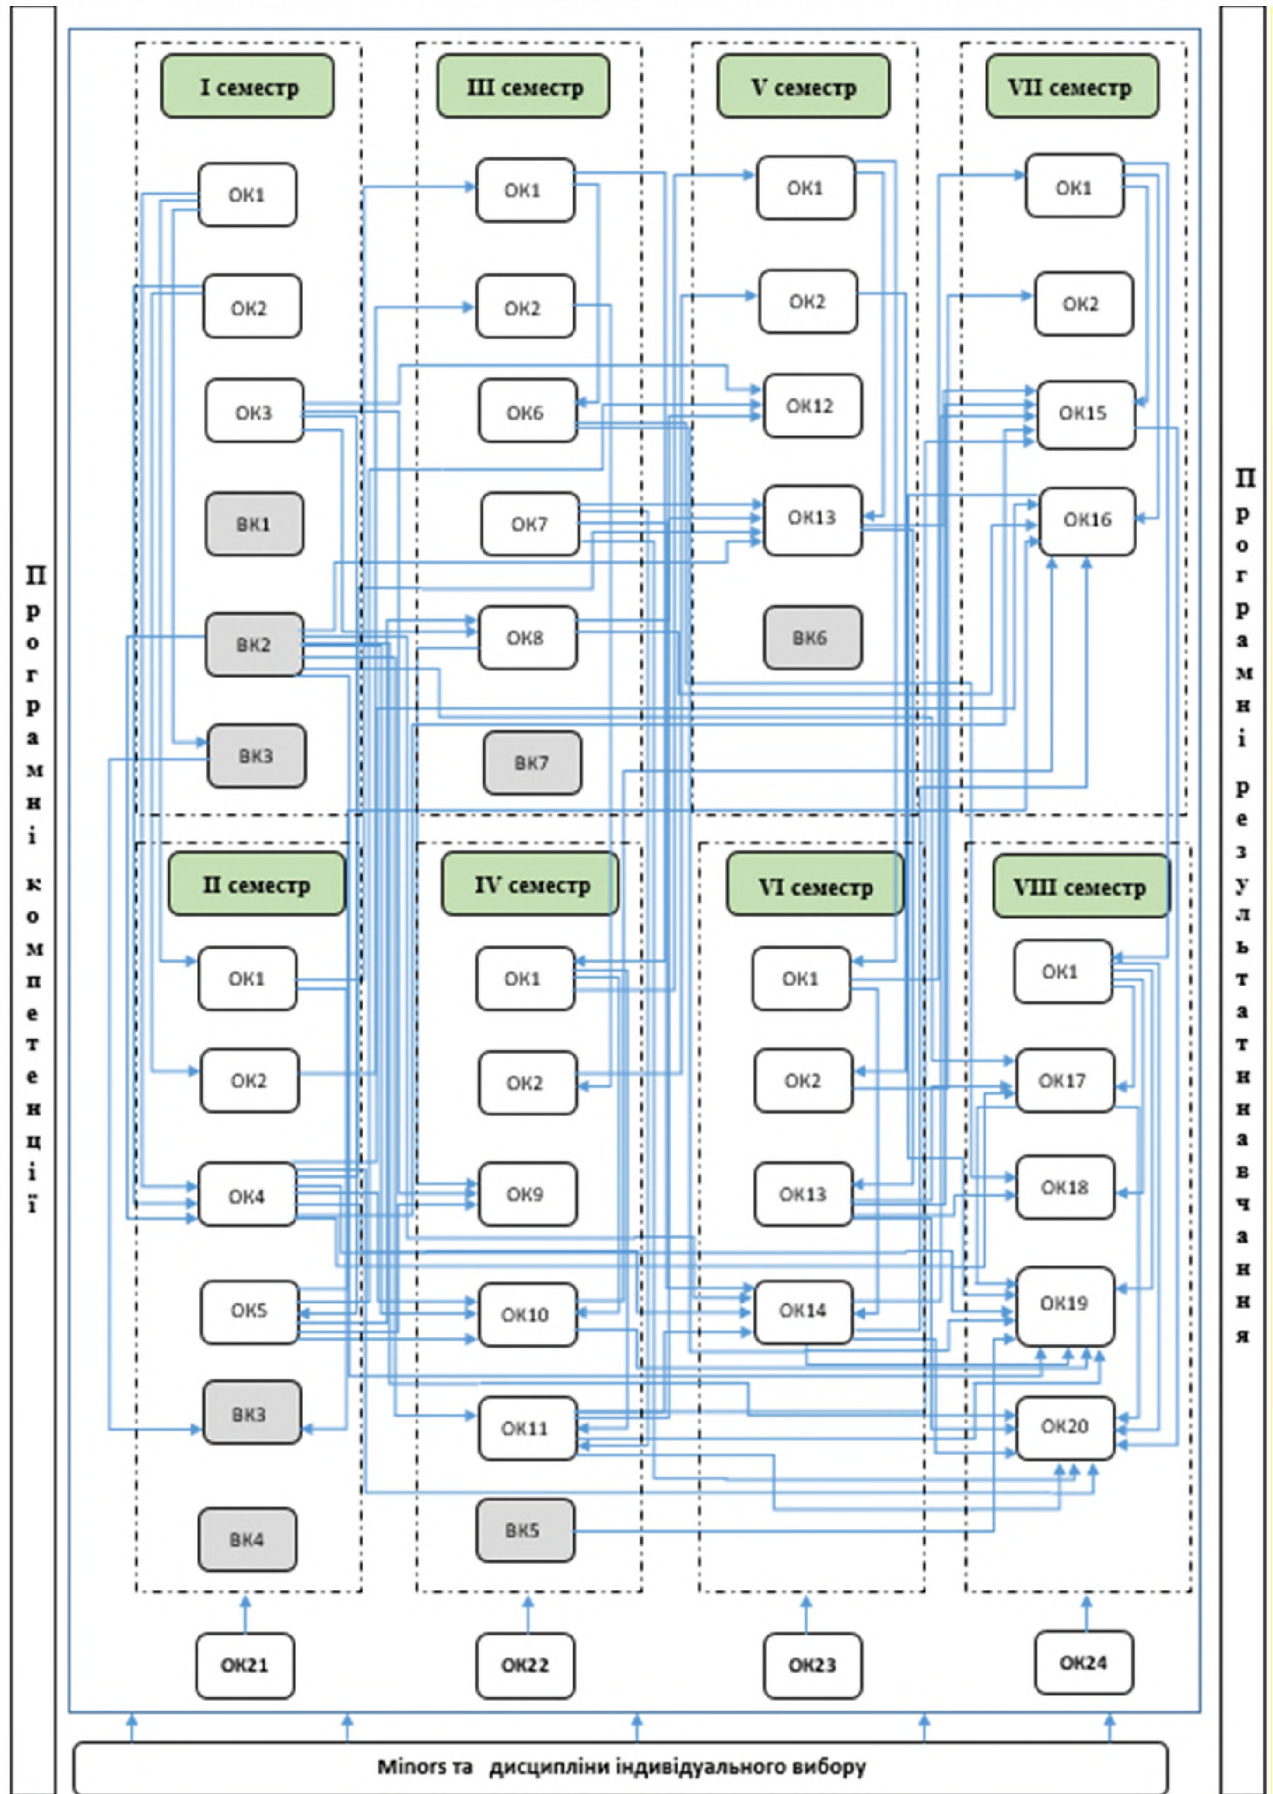 Програмні компетенції
I семестр
ОК1
ОК2
ОК3
ВК1
ВК2
ВК3
II семестр
ОК1
ОК2
ОК4
ОК5
ВК3
ВК4
ОК21
III семестр
ОК1
ОК2
ОК6
ОК7
ОК8
ВК7
IV семестр
ОК1
ОК2
ОК9
ОК10
ОК11
ВК5
ОК22
V семестр
ОК1
ОК2
ОК12
ОК13
ВК6
VI семестр
ОК1
ОК2
ОК13
ОК14
ОК23
VII семестр
ОК1
ОК2
ОК15
ОК16
VIII семестр
ОК1
ОК17
ОК18
ОК19
ОК20
ОК24
Програмні результати навчання
Minors та дисципліни індивідуального вибору